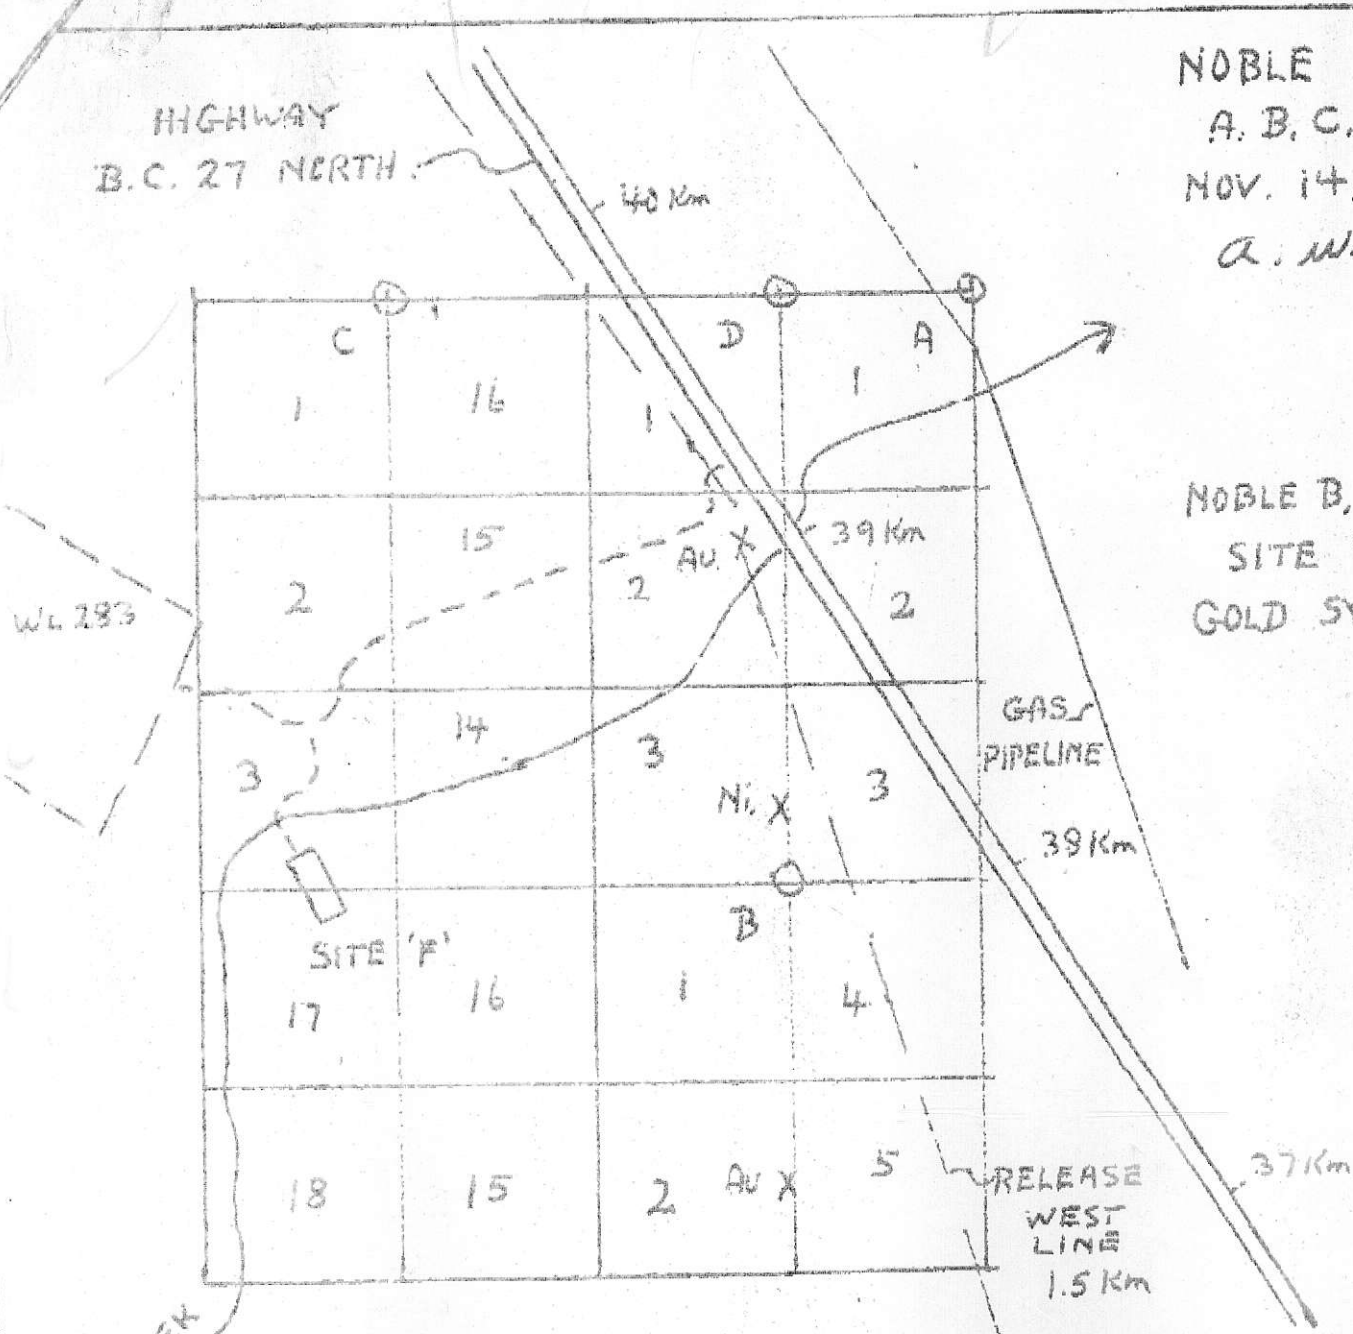 NOBLE
A. B. C.
NOV. 14,
HIGHWAY
B.C. 27 NORTH
40 Km
C
D
A
1
16
1
1
NOBLE B,
SITE
GOLD
39 Km
15
Au X
2
2
2
WL 283
GAS
PIPELINE
14
3
3
3
Ni. X
38 Km
B
SITE 'F'
17
16
1
4
37 Km
18
15
2
Au X
5
RELEASE
WEST
LINE
1.5 Km